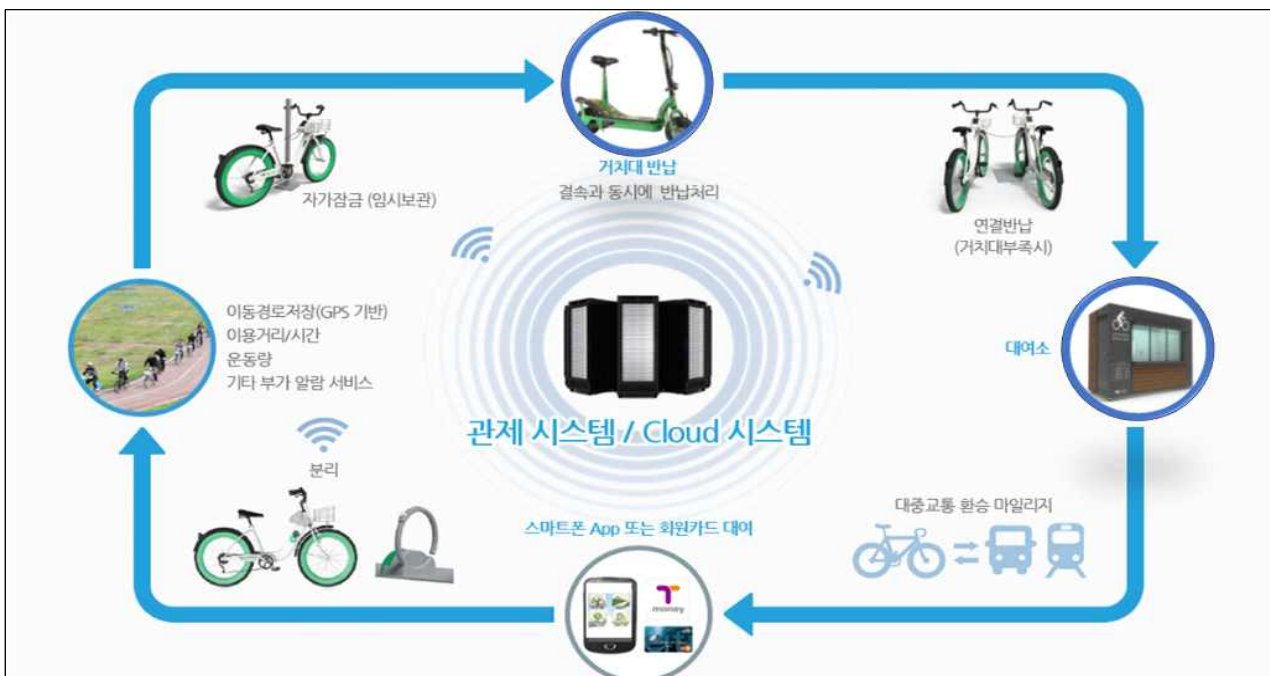 거치대 반납
결속과 동시에 반납처리
자가잠금 (임시보관)
연결반납
(거치대부족시)
이동경로저장(GPS 기반)
이용거리/시간
운동량
기타 부가 알람 서비스
대여소
관제 시스템 / Cloud 시스템
분리
대중교통 환승 마일리지
스마트폰 App 또는 회원카드 대여
T
money